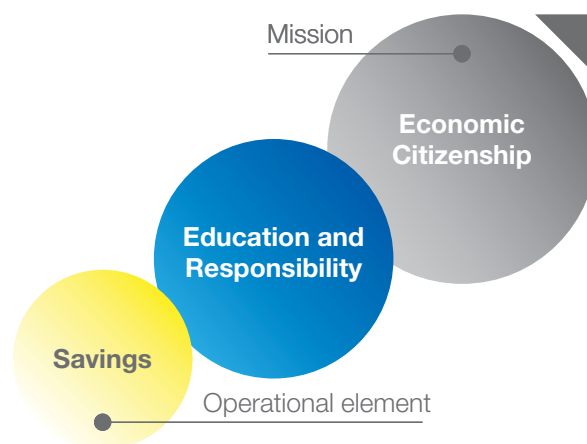 Mission
Economic
Citizenship
Education and
Responsibility
Savings
Operational element